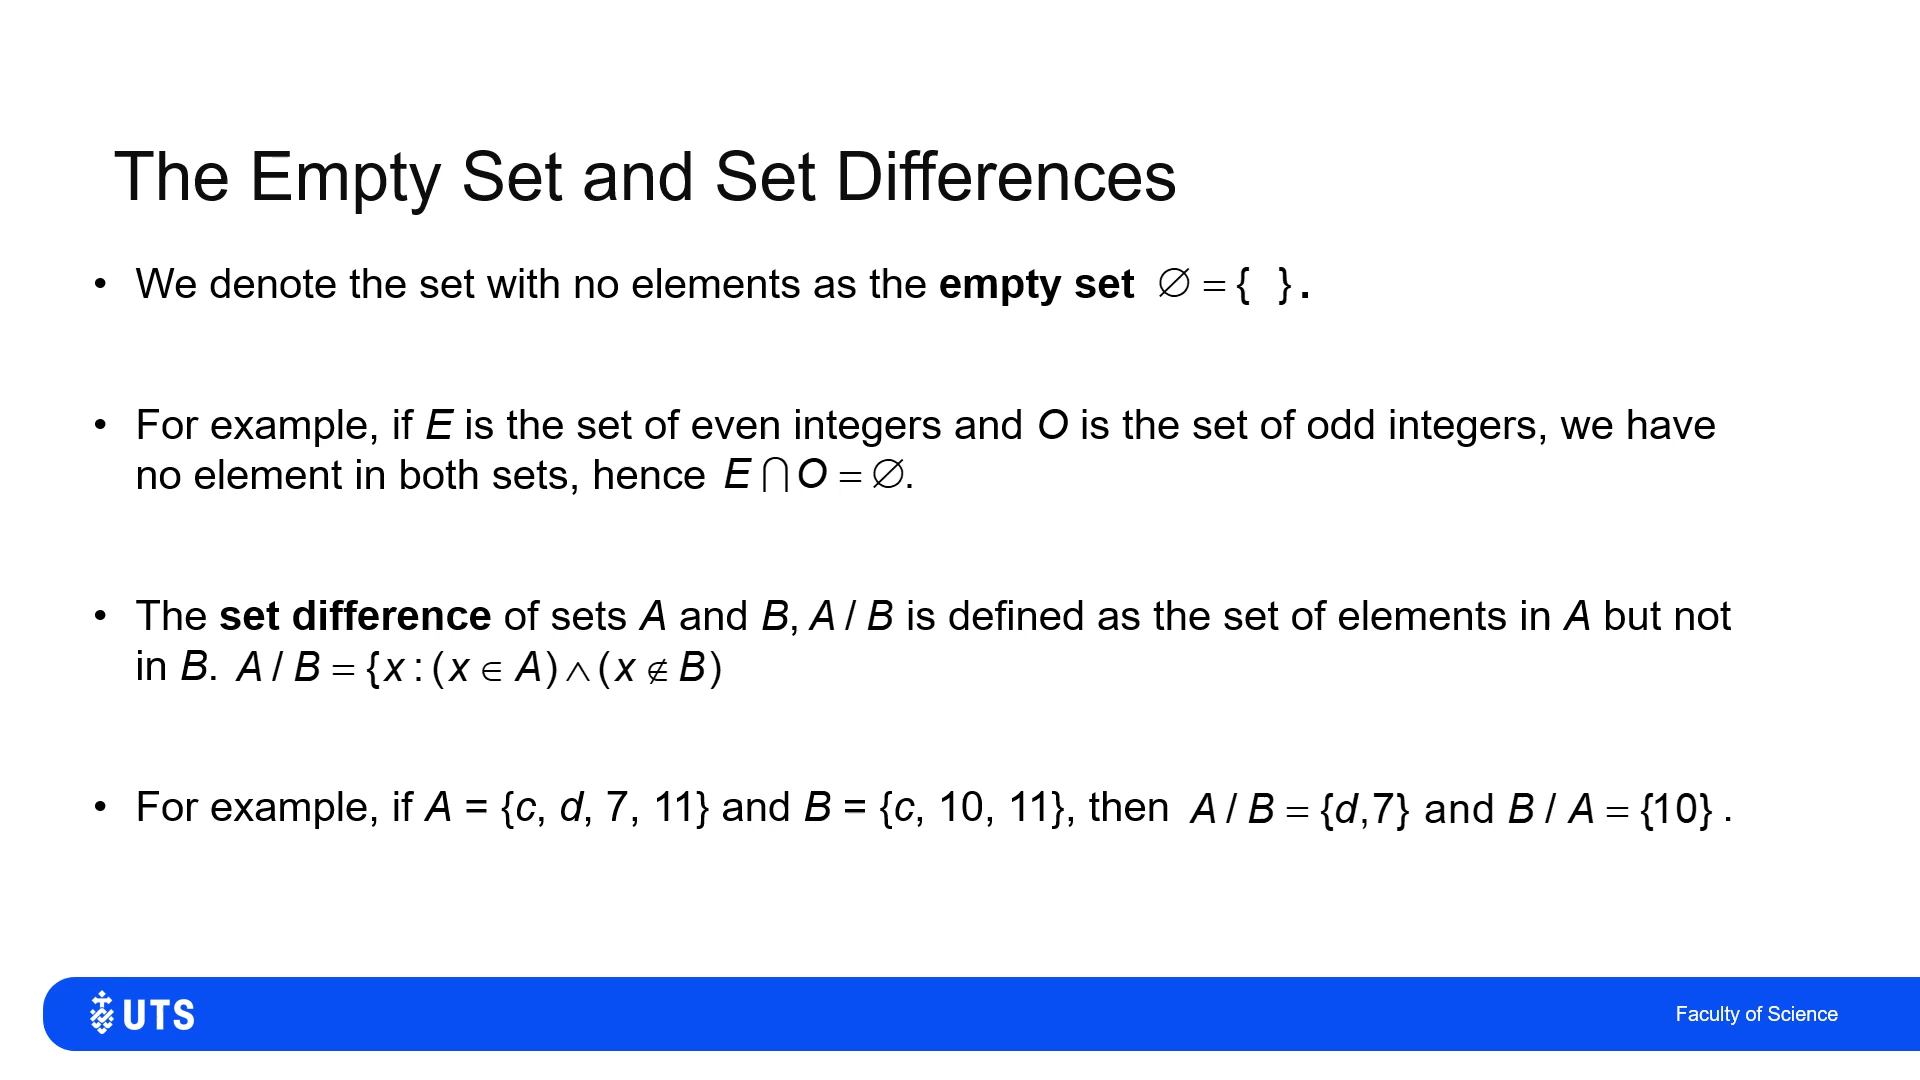 The Empty Set and Set Differences
• We denote the set with no elements as the empty set ∅ = { }.
• For example, if E is the set of even integers and O is the set of odd integers, we have
no element in both sets, hence E ⋂ O = ∅.
• The set difference of sets A and B, A / B is defined as the set of elements in A but not
in B. A / B = {x : (x ∈ A) ∧ (x ∉ B)
• For example, if A = {c, d, 7, 11} and B = {c, 10, 11}, then A / B = {d,7} and B / A = {10} .
UTS
Faculty of Science